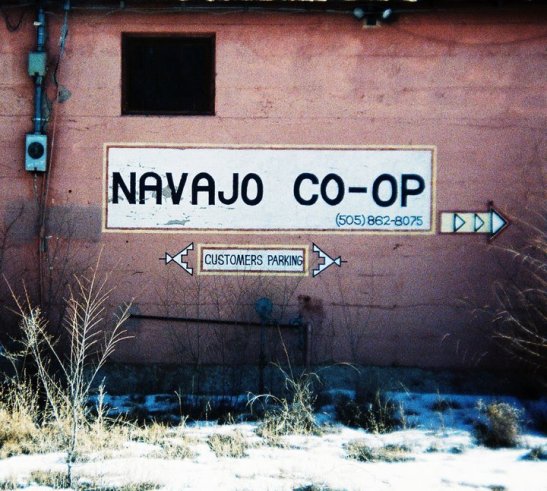 NAVAJO CO-OP
(505) 862-8075
CUSTOMERS PARKING